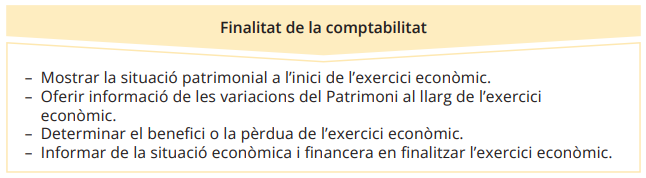 Finalitat de la comptabilitat
– Mostrar la situació patrimonial a l’inici de l’exercici econòmic.
– Oferir informació de les variacions del Patrimoni al llarg de l’exercici
econòmic.
– Determinar el benefici o la pèrdua de l’exercici econòmic.
– Informar de la situació econòmica i financera en finalitzar l’exercici econòmic.